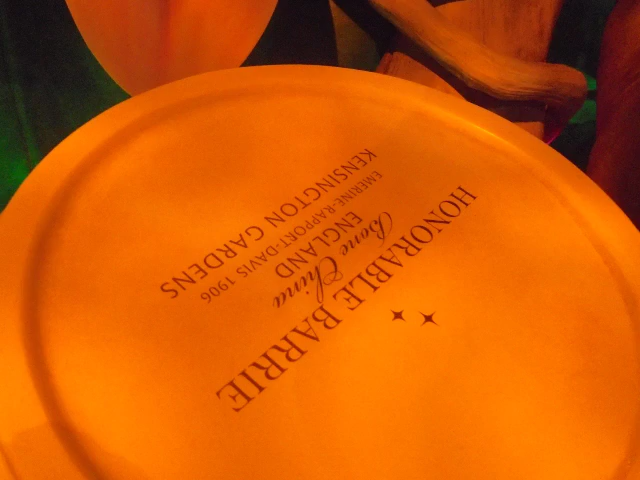 HONORABLE BARRIE
Bone China
ENGLAND
EMERINE-RAPPORT-DAVIS 1906
KENSINGTON GARDENS